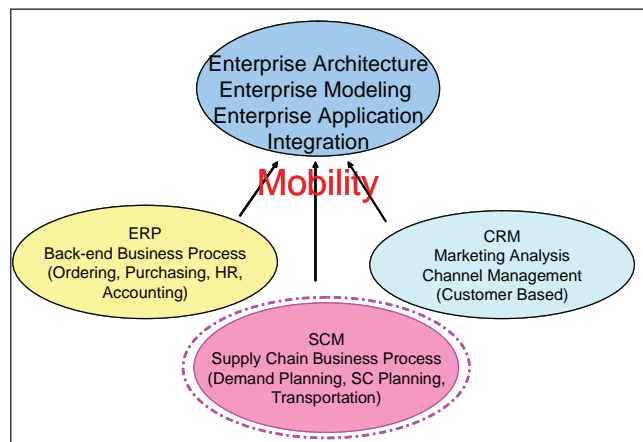 Enterprise Architecture
Enterprise Modeling
Enterprise Application
Integration
Mobility
ERP
Back-end Business Process
(Ordering, Purchasing, HR,
Accounting)
CRM
Marketing Analysis
Channel Management
(Customer Based)
SCM
Supply Chain Business Process
(Demand Planning, SC Planning,
Transportation)